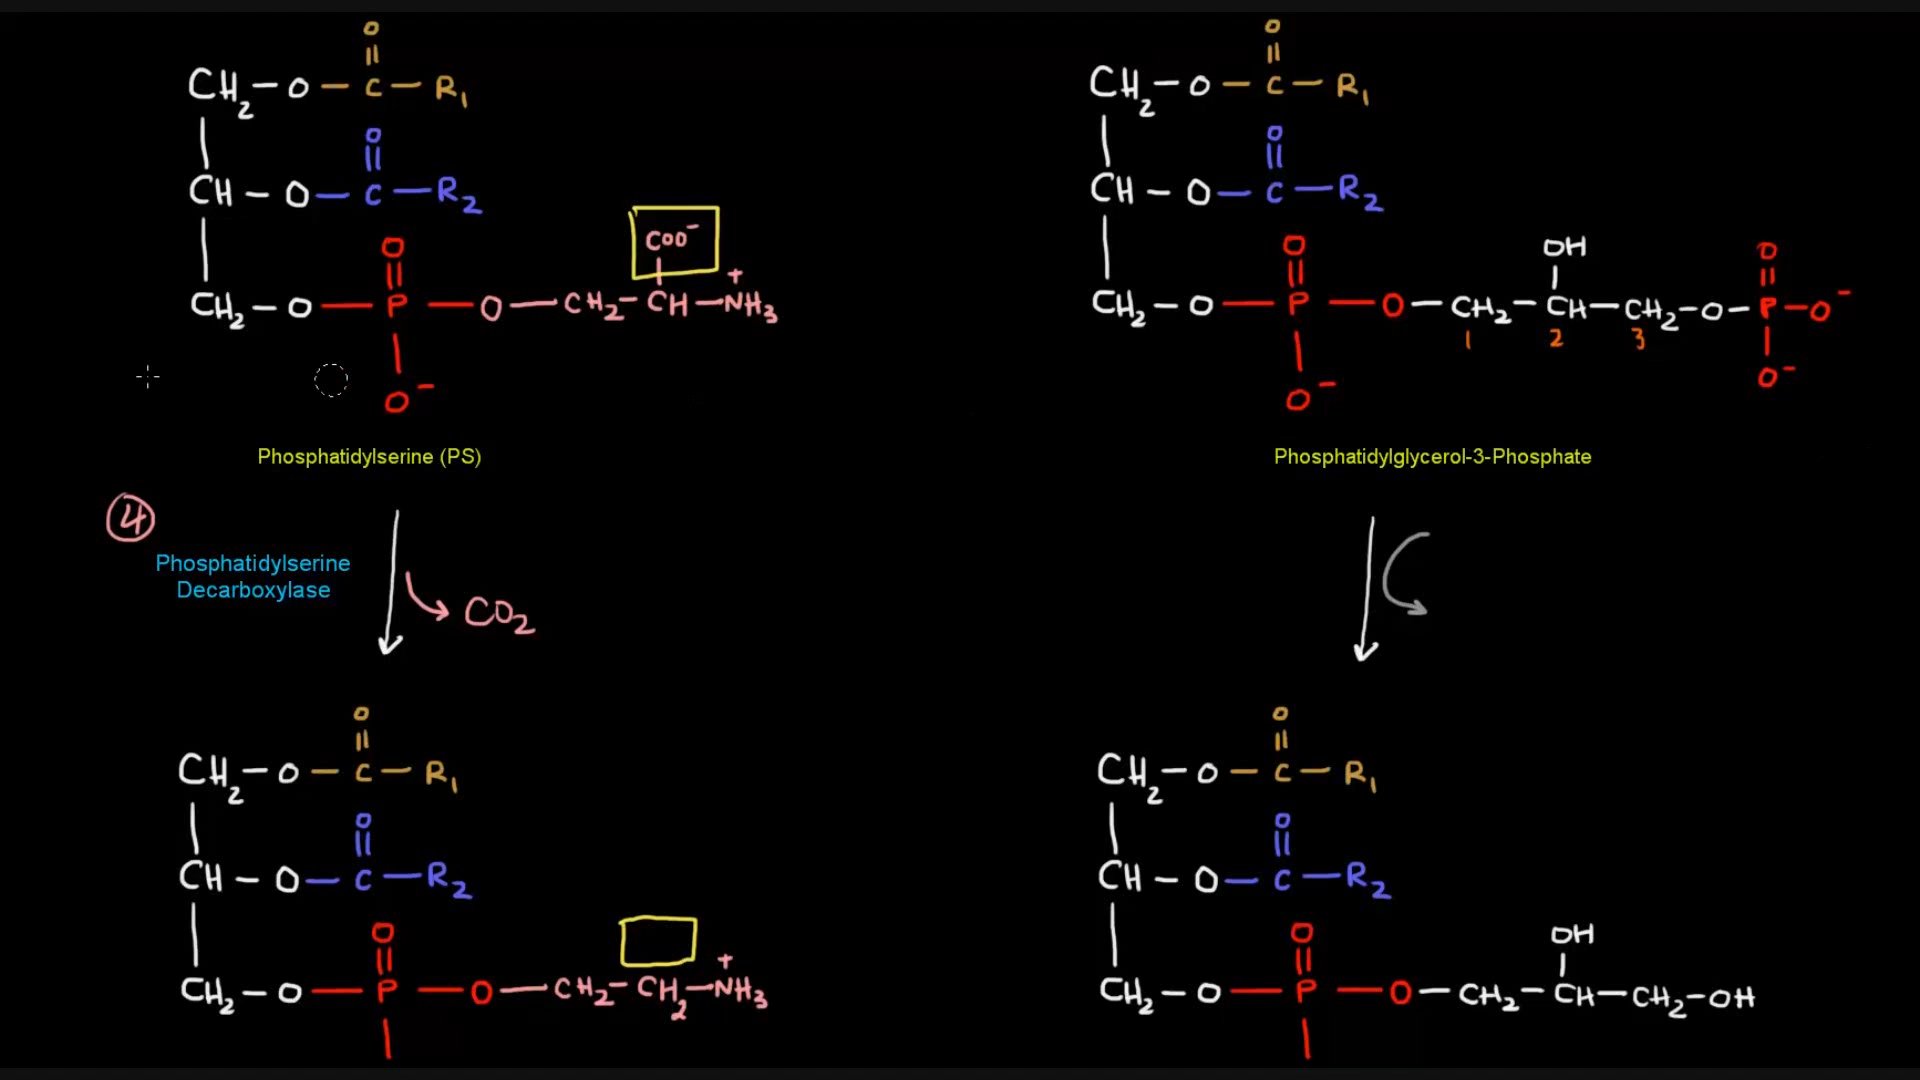 O O
CH2-O-C-R1 CH2-O-C-R1
O O
CH-O-C-R2 CH-O-C-R2
O COO- O OH O
CH2-O-P-O-CH2-CH-NH3+ CH2-O-P-O-CH2-CH-CH2-O-P-O-
1 2 3
O- O- O-
Phosphatidylserine (PS) Phosphatidylglycerol-3-Phosphate
4
Phosphatidylserine
Decarboxylase
CO2
O O
CH2-O-C-R1 CH2-O-C-R1
O O
CH-O-C-R2 CH-O-C-R2
O O OH
CH2-O-P-O-CH2-CH2-NH3+ CH2-O-P-O-CH2-CH-CH2-OH